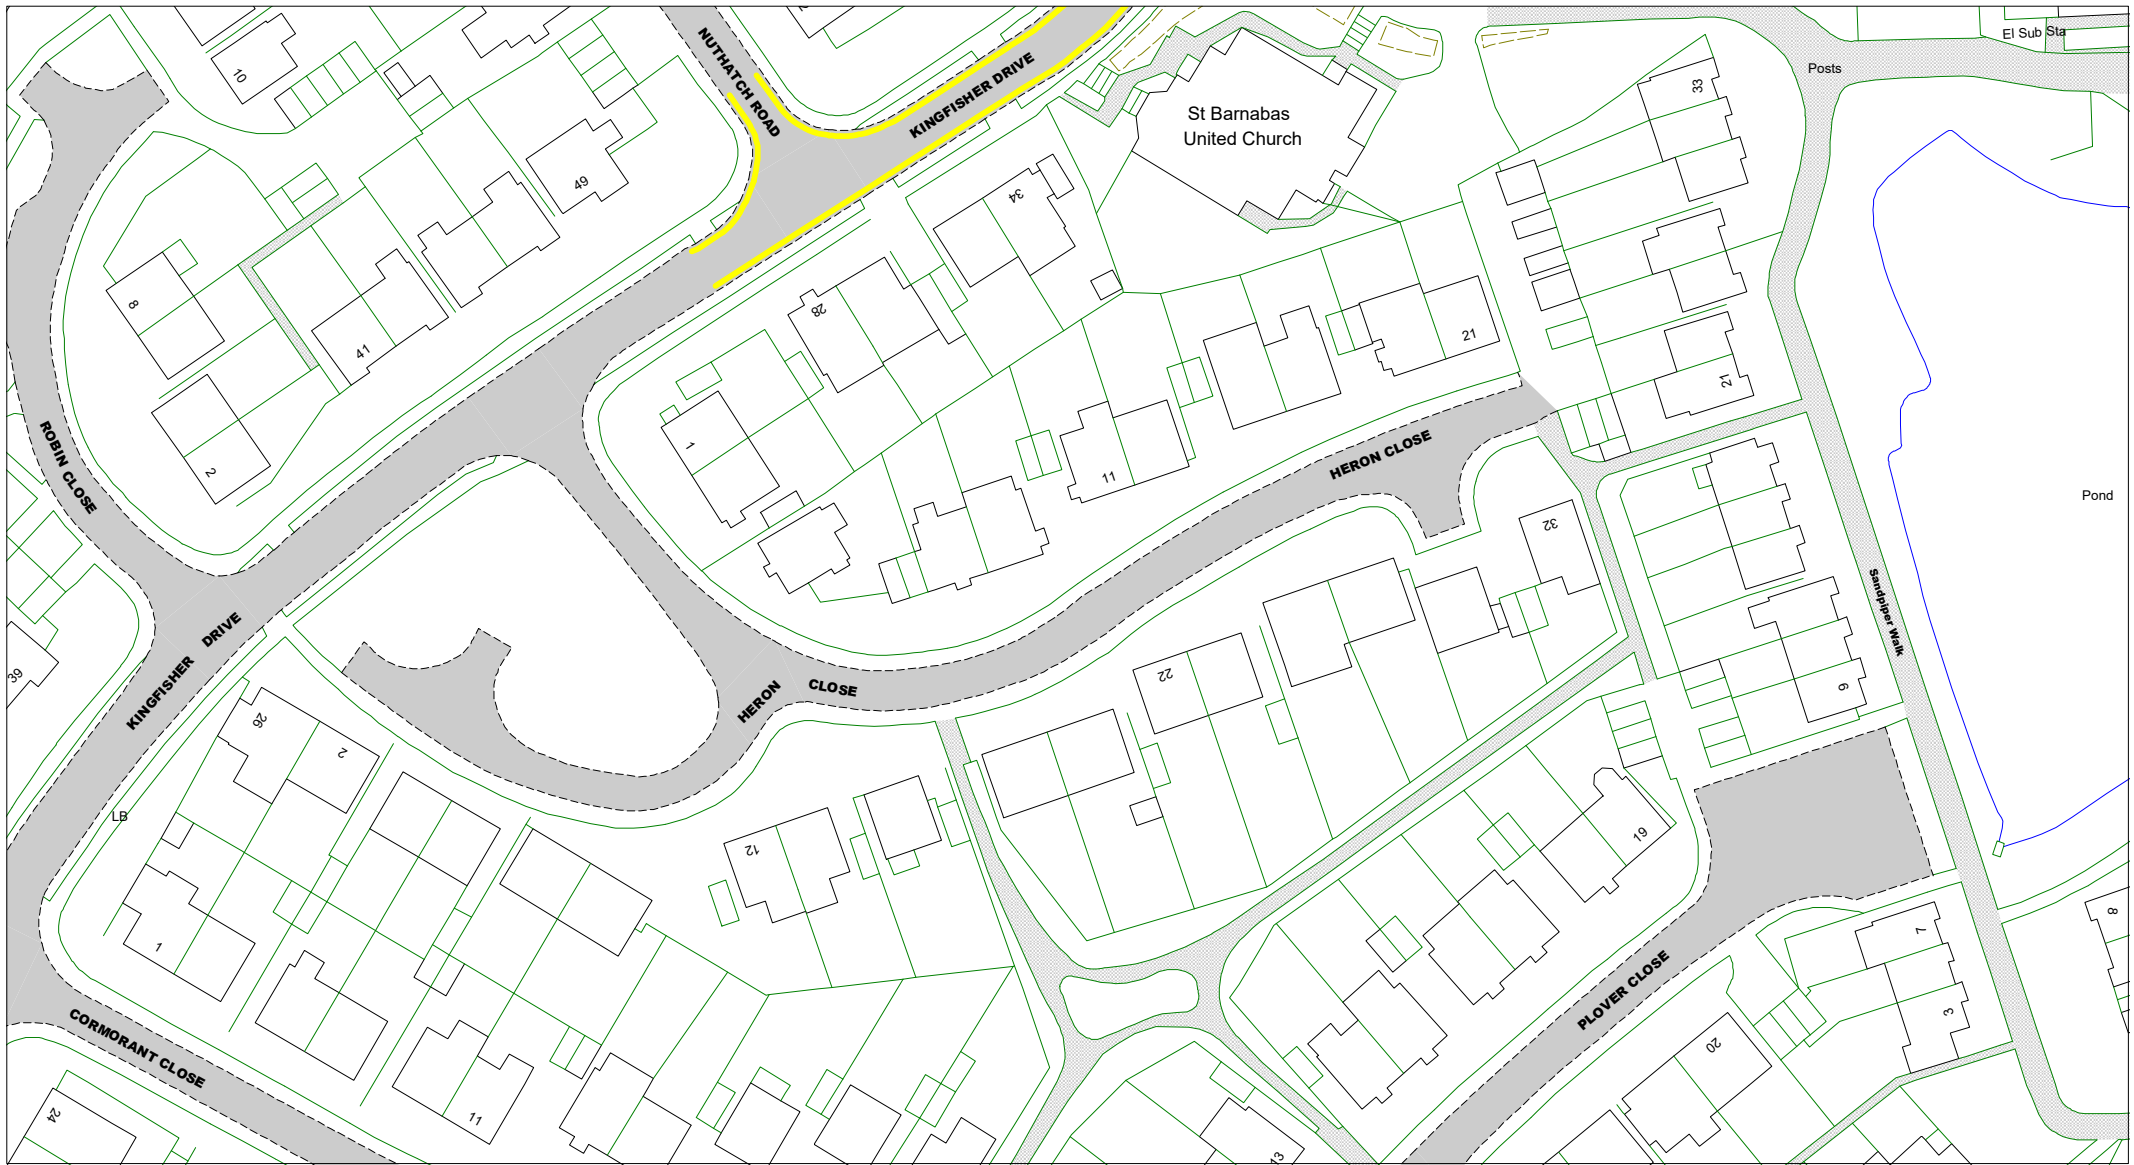 10
NUTHATCH ROAD
KINGFISHER DRIVE
St Barnabas
United Church
El Sub Sta
Posts
33
49
34
8
41
28
21
21
2
1
ROBIN CLOSE
HERON CLOSE
11
32
Pond
Sandpiper Walk
39
KINGFISHER DRIVE
HERON CLOSE
22
9
26
2
LB
12
19
1
7
8
3
PLOVER CLOSE
20
CORMORANT CLOSE
24
11
13